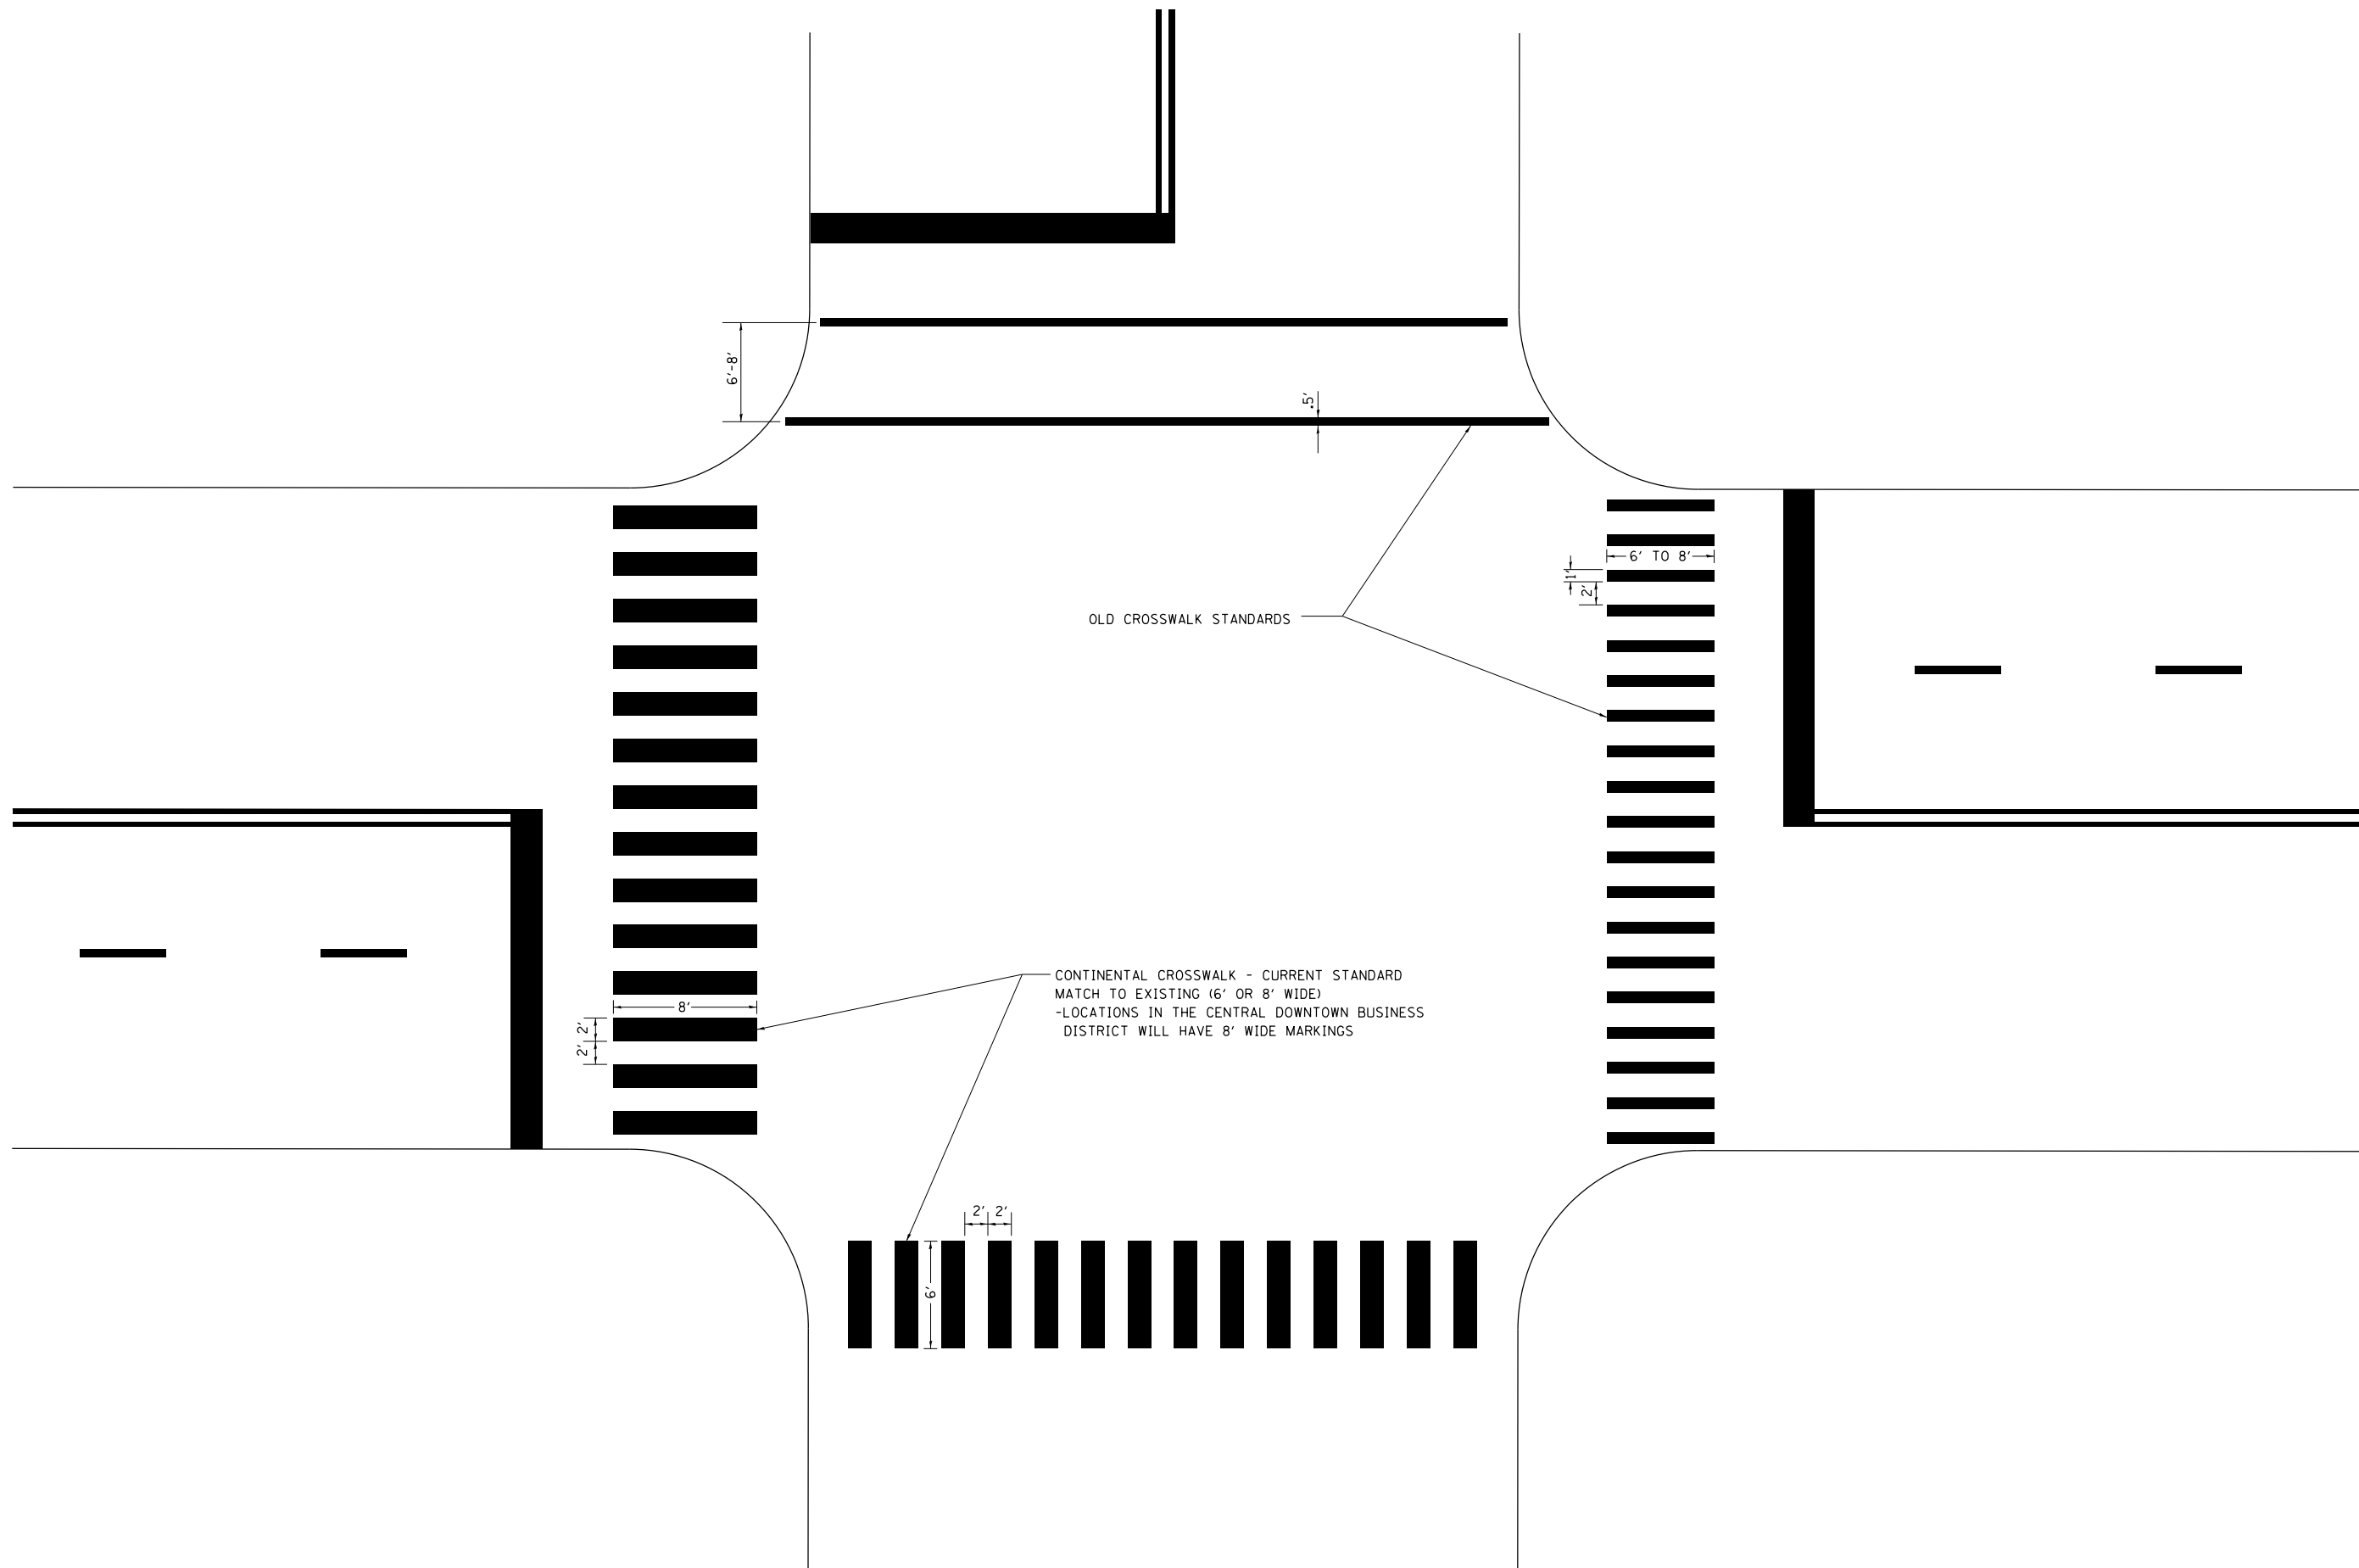 6'-8'
.5'
6' TO 8'
1'
2'
OLD CROSSWALK STANDARDS
CONTINENTAL CROSSWALK - CURRENT STANDARD
MATCH TO EXISTING (6' OR 8' WIDE)
-LOCATIONS IN THE CENTRAL DOWNTOWN BUSINESS
DISTRICT WILL HAVE 8' WIDE MARKINGS
8'
2'
2'
2' 2'
6'